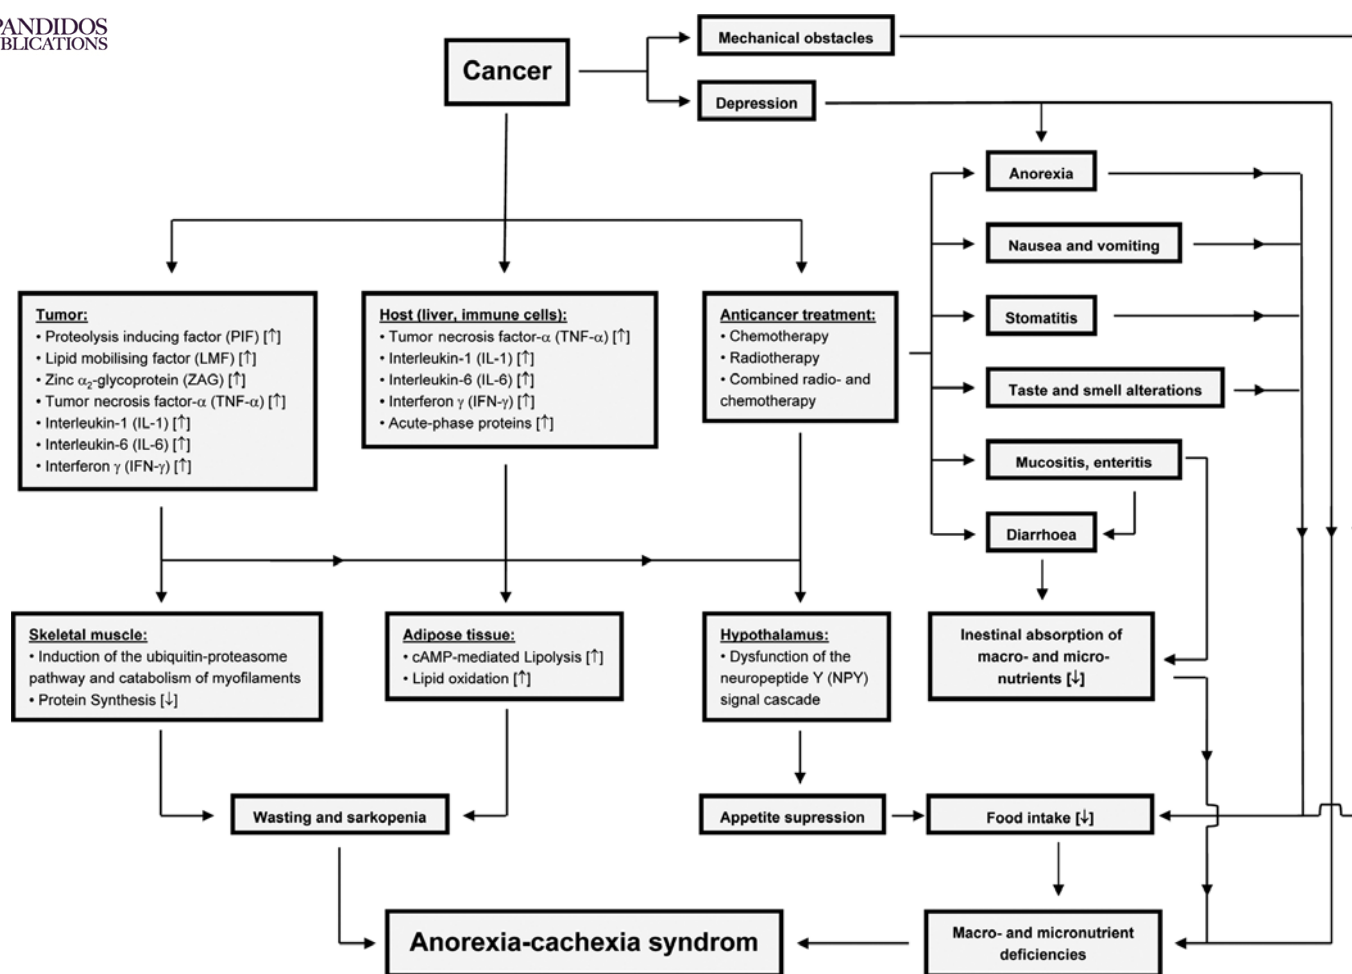 PANDIDOS
BLICATIONS
Cancer
Mechanical obstacles
Depression
Anorexia
Nausea and vomiting
Stomatitis
Taste and smell alterations
Mucositis, enteritis
Diarrhoea
Tumor:
• Proteolysis inducing factor (PIF) [↑]
• Lipid mobilising factor (LMF) [↑]
• Zinc α₂-glycoprotein (ZAG) [↑]
• Tumor necrosis factor-α (TNF-α) [↑]
• Interleukin-1 (IL-1) [↑]
• Interleukin-6 (IL-6) [↑]
• Interferon γ (IFN-γ) [↑]
Host (liver, immune cells):
• Tumor necrosis factor-α (TNF-α) [↑]
• Interleukin-1 (IL-1) [↑]
• Interleukin-6 (IL-6) [↑]
• Interferon γ (IFN-γ) [↑]
• Acute-phase proteins [↑]
Anticancer treatment:
• Chemotherapy
• Radiotherapy
• Combined radio- and
chemotherapy
Skeletal muscle:
• Induction of the ubiquitin-proteasome
pathway and catabolism of myofilaments
• Protein Synthesis [↓]
Adipose tissue:
• cAMP-mediated Lipolysis [↑]
• Lipid oxidation [↑]
Hypothalamus:
• Dysfunction of the
neuropeptide Y (NPY)
signal cascade
Inestinal absorption of
macro- and micro-
nutrients [↓]
Wasting and sarkopenia
Appetite supression
Food intake [↓]
Anorexia-cachexia syndrom
Macro- and micronutrient
deficiencies